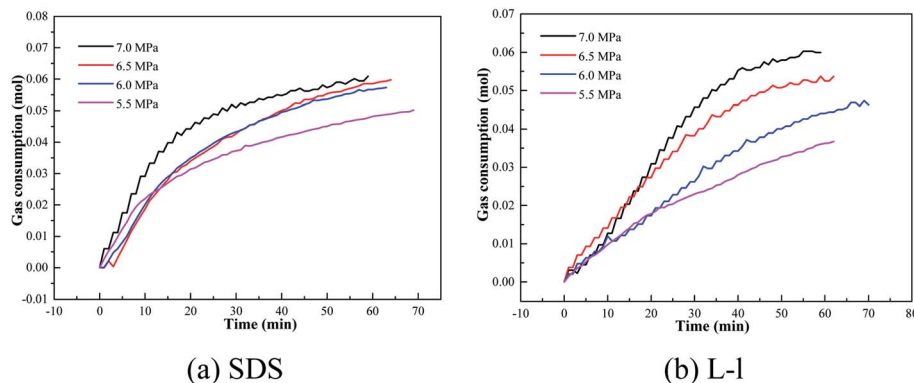 (a)
0.08
0.07
0.06
0.05
0.04
0.03
0.02
0.01
0.00
-0.01
Gas consumption (mol)
7.0 MPa
6.5 MPa
6.0 MPa
5.5 MPa
-10 0 10 20 30 40 50 60 70 80
Time (min)
(a) SDS
(b)
0.07
0.06
0.05
0.04
0.03
0.02
0.01
0.00
Gas consumption (mol)
7.0 MPa
6.5 MPa
6.0 MPa
5.5 MPa
-10 0 10 20 30 40 50 60 70 80
Time (min)
(b) L-l